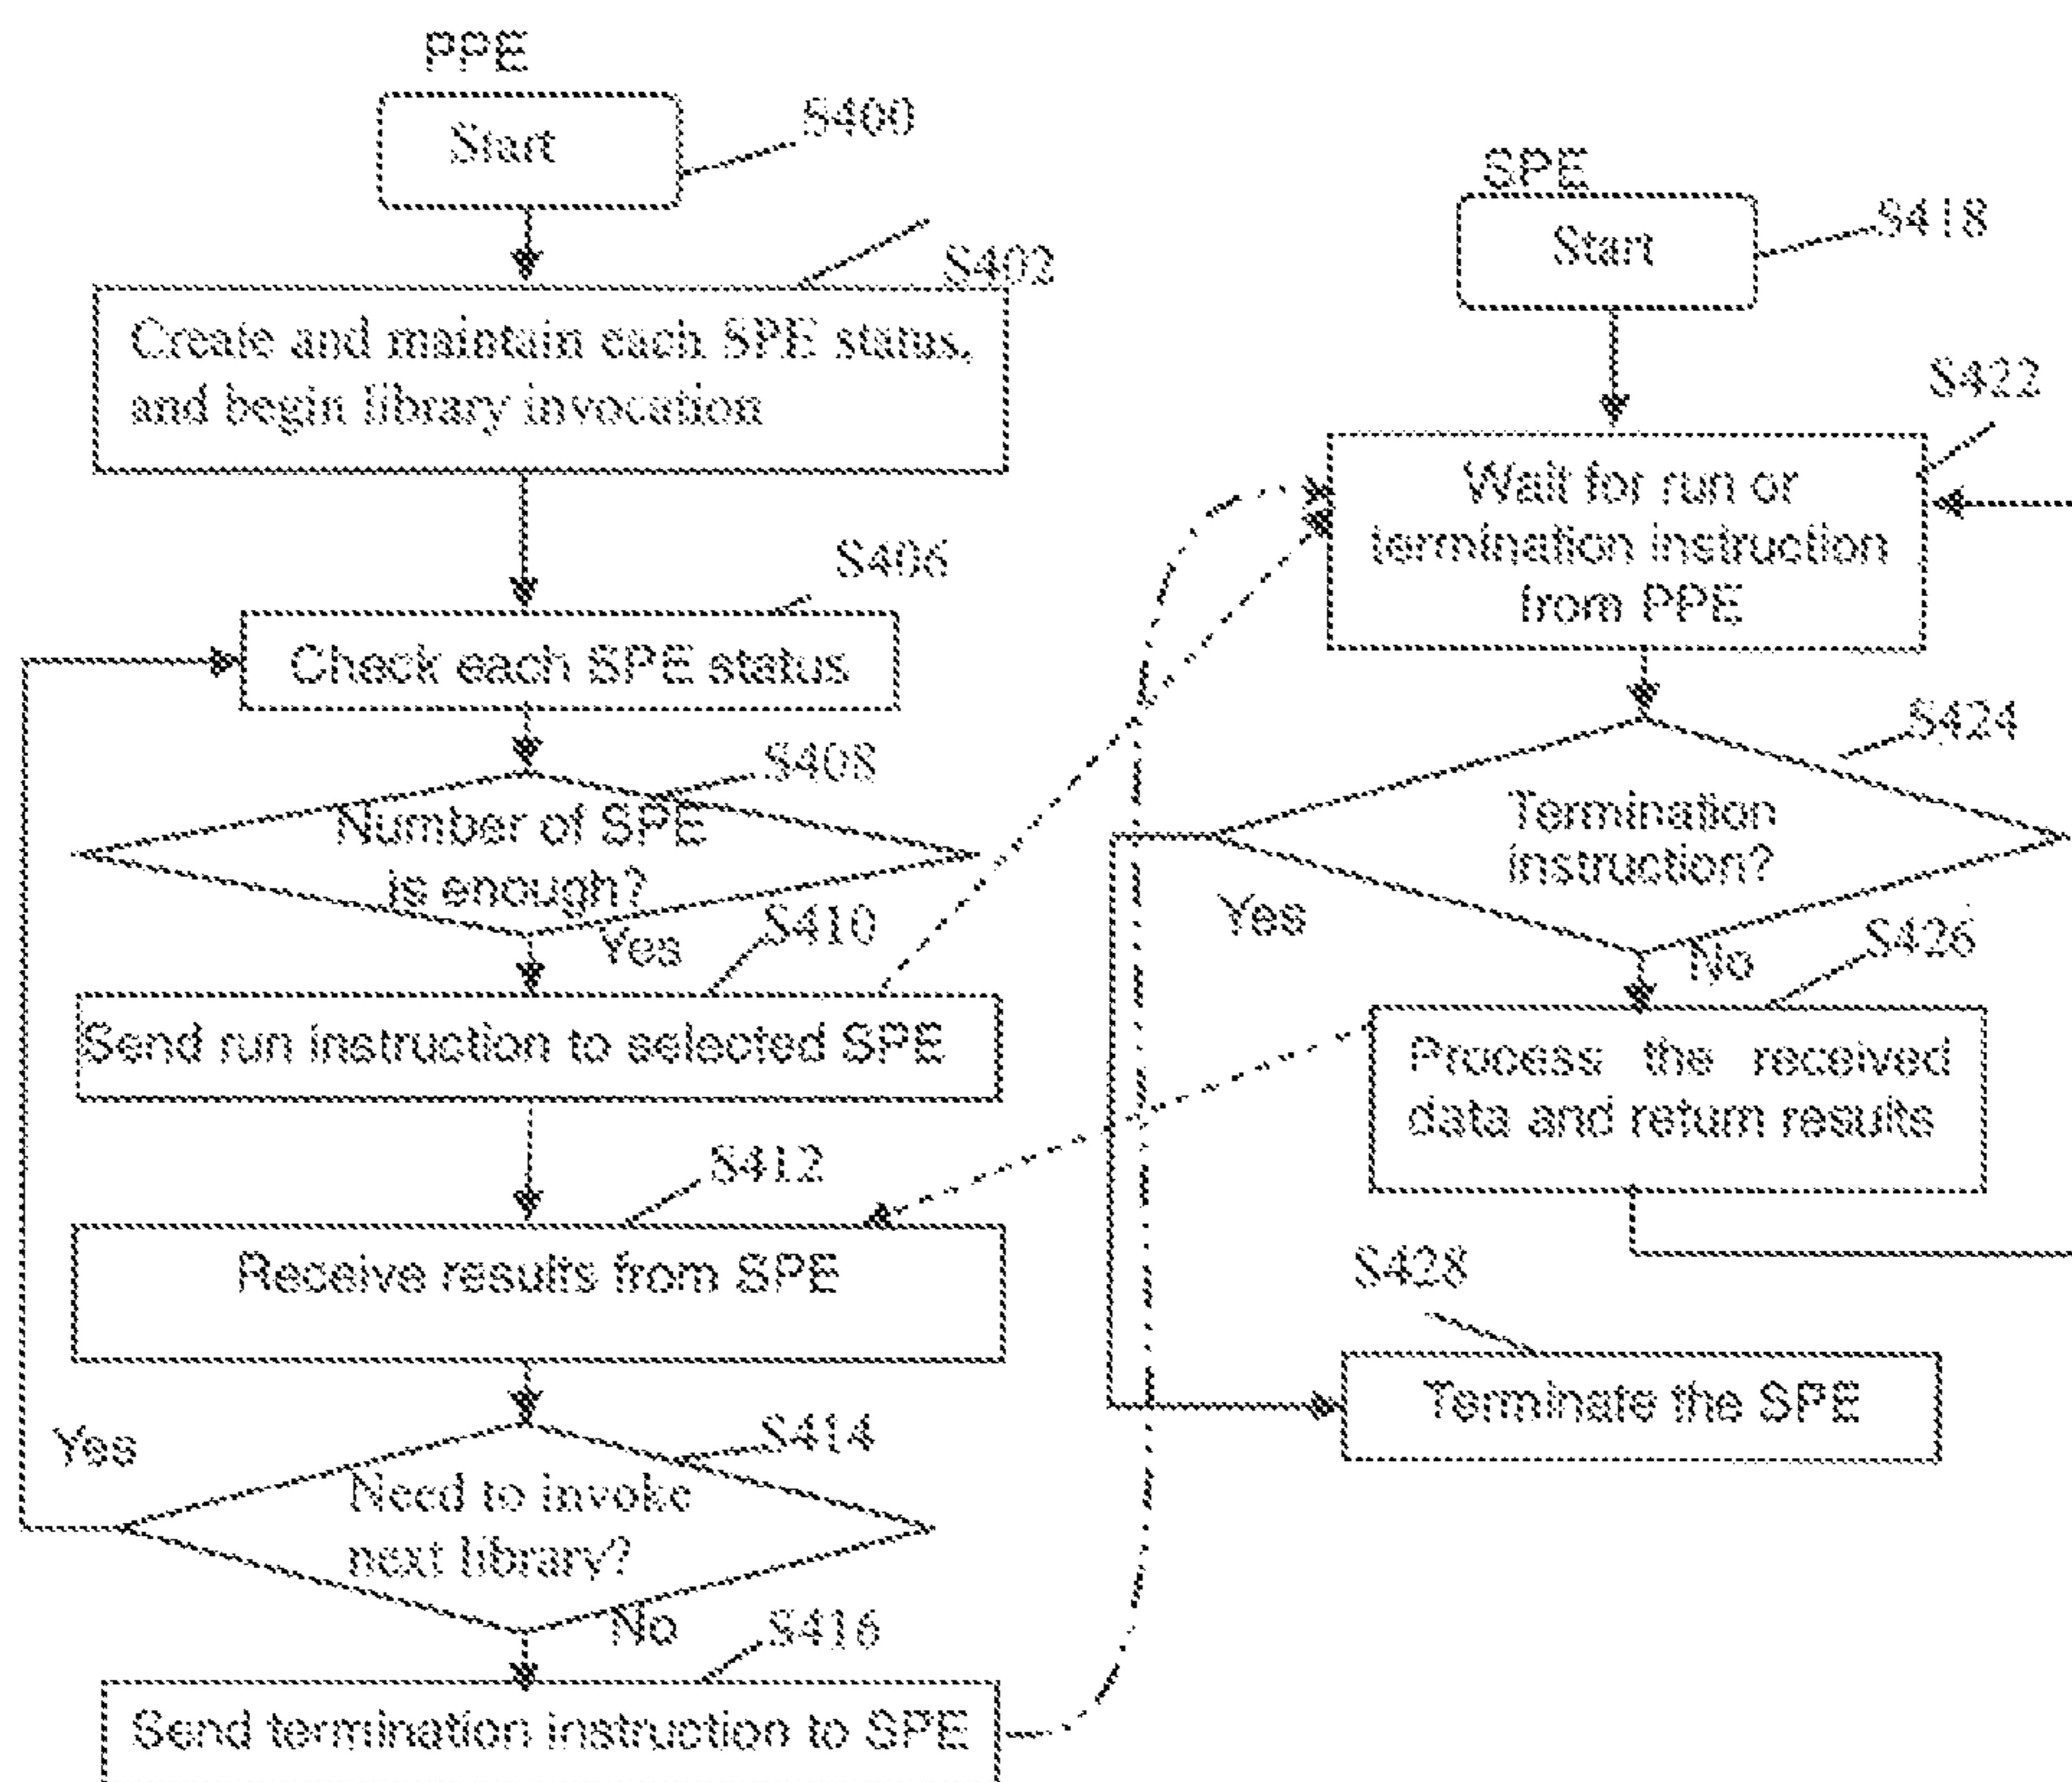 PPE
Start
S400
S402
Create and maintain each SPE status,
and begin library invocation
S406
Check each SPE status
S408
Number of SPE
is enough?
Yes
S410
Send run instruction to selected SPE
S412
Receive results from SPE
S414
Yes
Need to invoke
next library?
No
S416
Send termination instruction to SPE
SPE
Start
S418
S422
Wait for run or
termination instruction
from PPE
S424
Termination
instruction?
Yes
No
S426
Process the received
data and return results
S428
Terminate the SPE